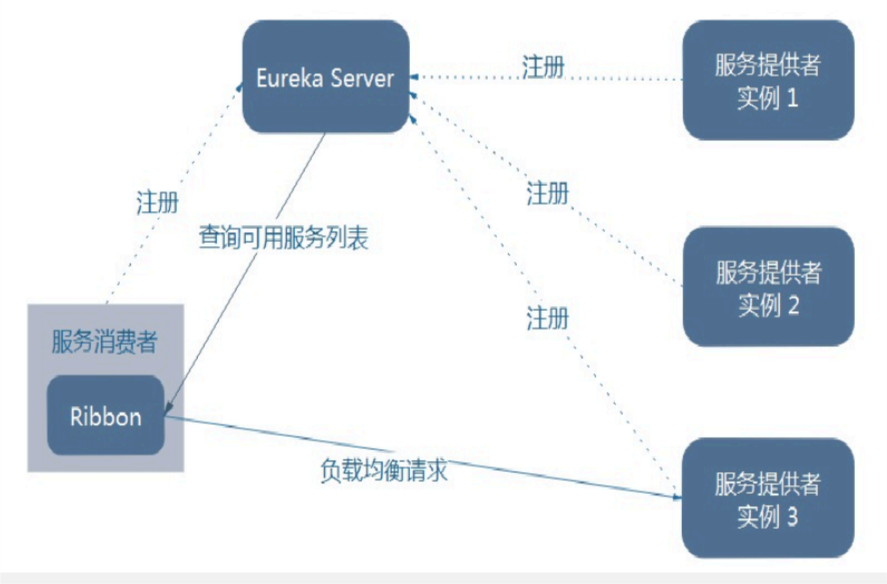 Eureka Server
注册
服务提供者
实例 1
注册
注册
查询可用服务列表
服务提供者
实例 2
注册
服务消费者
Ribbon
负载均衡请求
服务提供者
实例 3